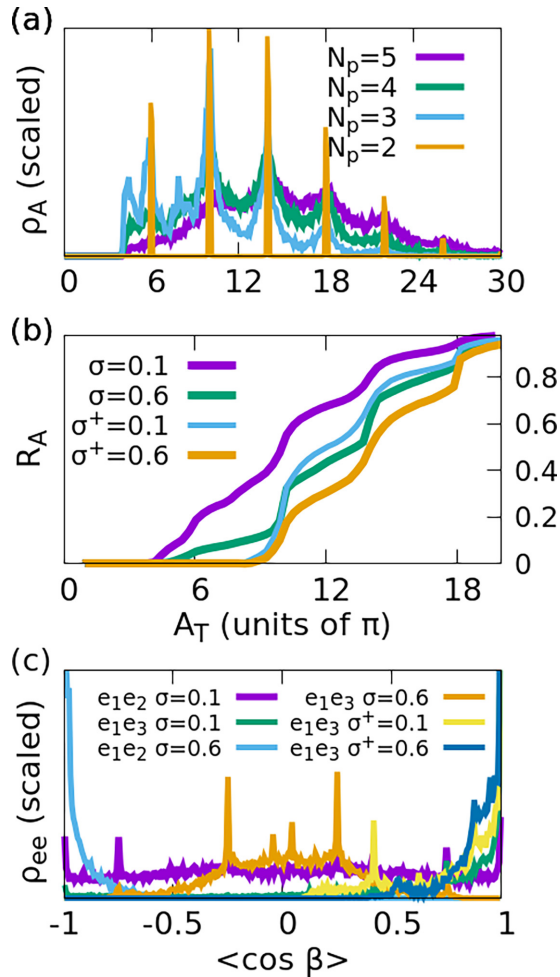 (a)
ρA (scaled)
Np=5
Np=4
Np=3
Np=2
0 6 12 18 24 30
(b)
RA
σ=0.1
σ=0.6
σ+=0.1
σ+=0.6
0.8
0.6
0.4
0.2
0
0 6 12 18
AT (units of π)
(c)
ρee (scaled)
e1e2 σ=0.1 e1e3 σ=0.6
e1e3 σ=0.1 e1e3 σ+=0.1
e1e2 σ=0.6 e1e3 σ+=0.6
-1 -0.5 0 0.5 1
<cos β>